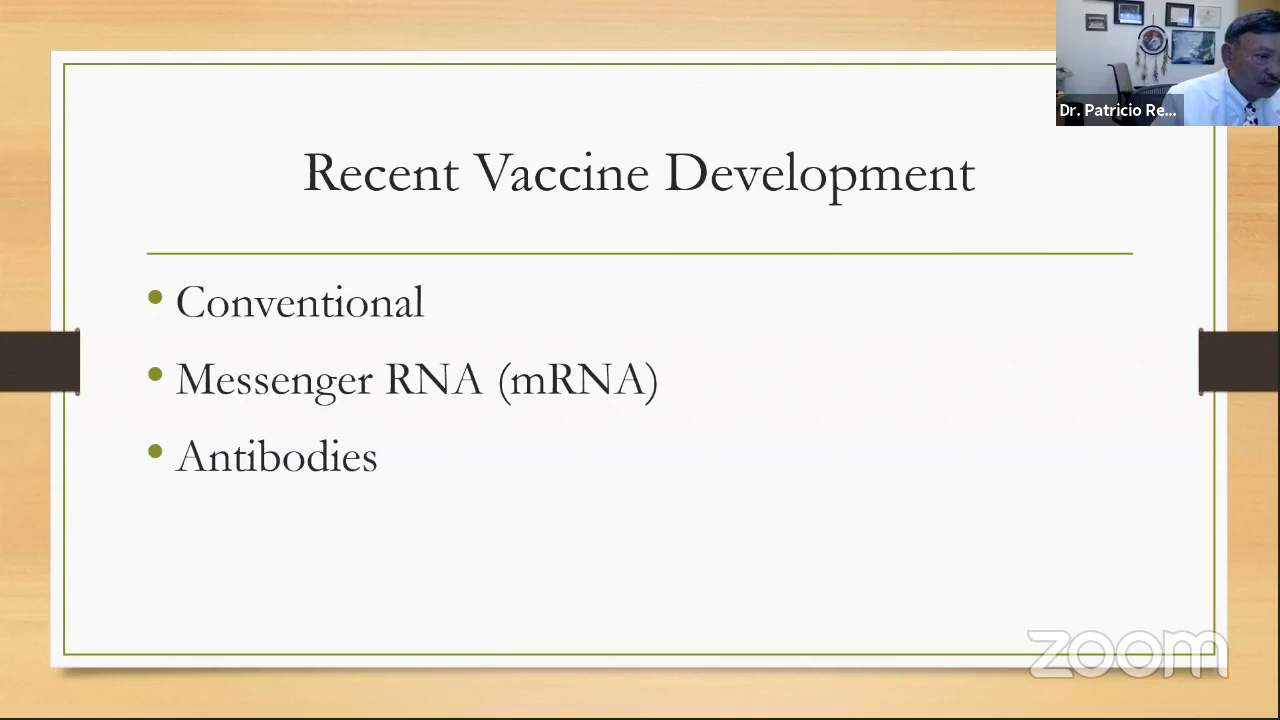 Dr. Patricio Re...
Recent Vaccine Development
• Conventional
• Messenger RNA (mRNA)
• Antibodies
zoom